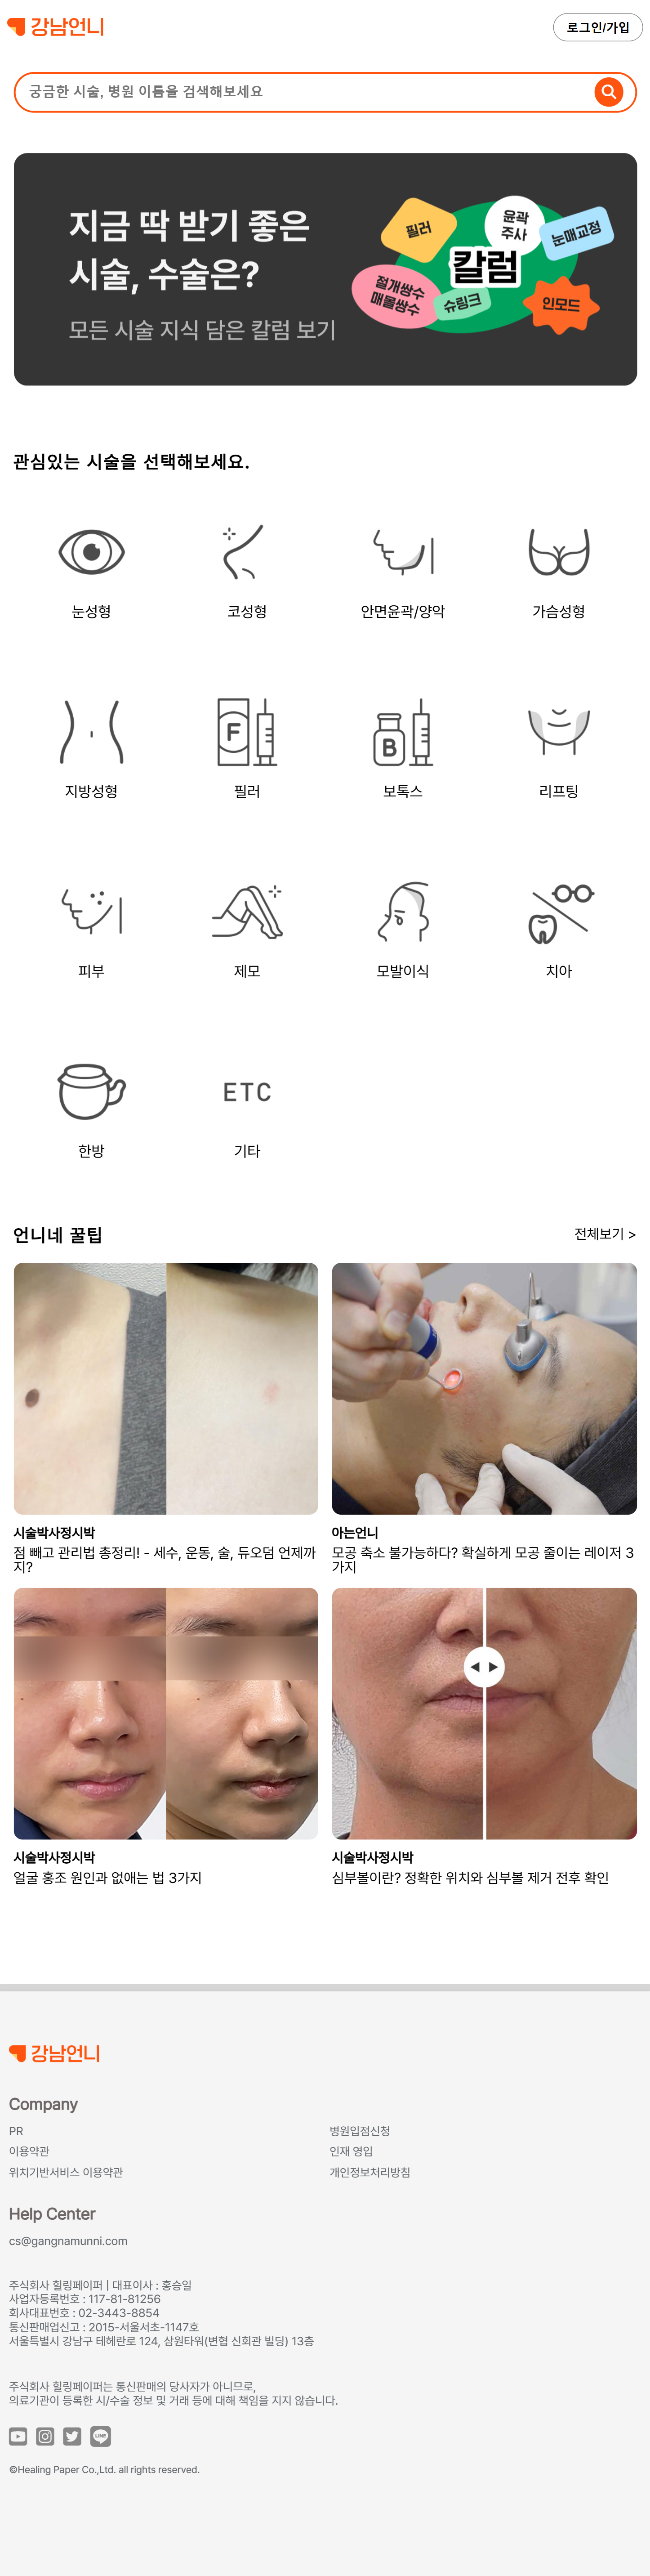 강남언니
로그인/가입
궁금한 시술, 병원 이름을 검색해보세요
지금 딱 받기 좋은
시술, 수술은?
모든 시술 지식 담은 칼럼 보기
필러
윤곽
주사
눈매교정
칼럼
절개쌍수
매몰쌍수
슈링크
인모드
관심있는 시술을 선택해보세요.
눈성형
코성형
안면윤곽/양악
가슴성형
F
B
지방성형
필러
보톡스
리프팅
피부
제모
모발이식
치아
ETC
한방
기타
언니네 꿀팁
전체보기 >
시술박사정시박
점 빼고 관리법 총정리! - 세수, 운동, 술, 듀오덤 언제까
지?
아는언니
모공 축소 불가능하다? 확실하게 모공 줄이는 레이저 3
가지
시술박사정시박
얼굴 홍조 원인과 없애는 법 3가지
시술박사정시박
심부볼이란? 정확한 위치와 심부볼 제거 전후 확인
강남언니
Company
PR
병원입점신청
이용약관
인재 영입
위치기반서비스 이용약관
개인정보처리방침
Help Center
cs@gangnamunni.com
주식회사 힐링페이퍼 | 대표이사 : 홍승일
사업자등록번호 : 117-81-81256
회사대표번호 : 02-3443-8854
통신판매업신고 : 2015-서울서초-1147호
서울특별시 강남구 테헤란로 124, 삼원타워(변협 신회관 빌딩) 13층
주식회사 힐링페이퍼는 통신판매의 당사자가 아니므로,
의료기관이 등록한 시/수술 정보 및 거래 등에 대해 책임을 지지 않습니다.
LINE
©Healing Paper Co.,Ltd. all rights reserved.